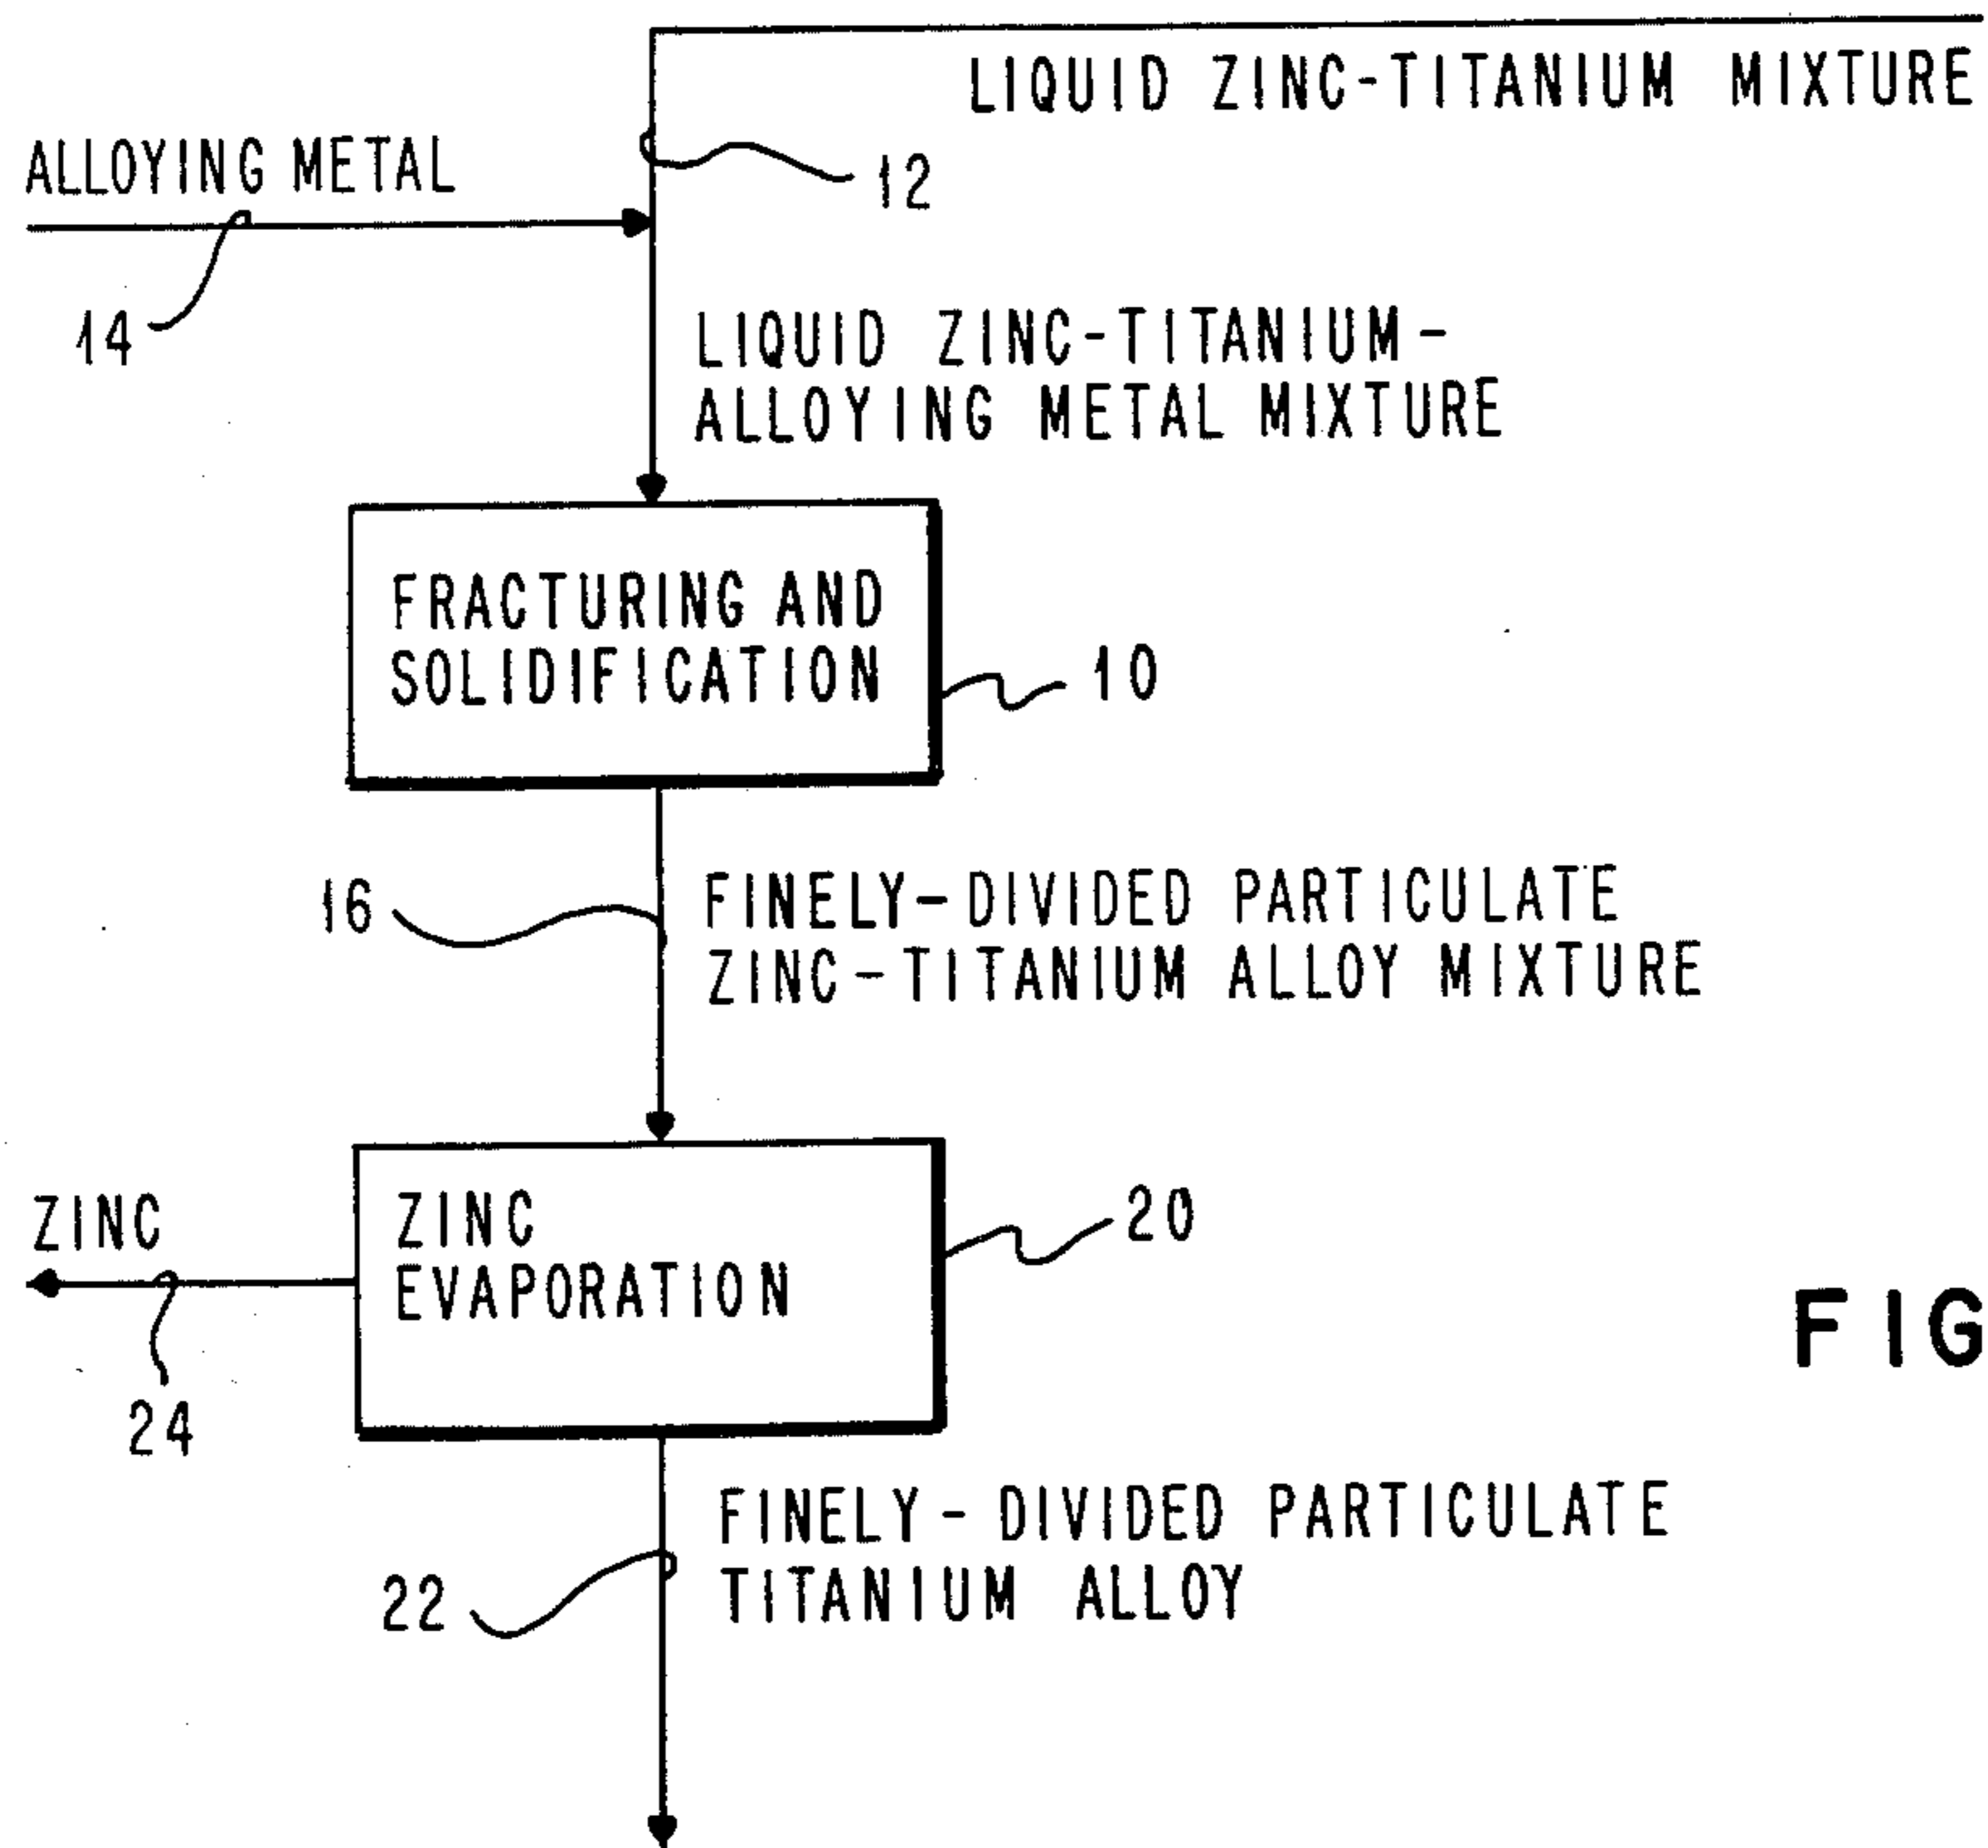 LIQUID ZINC-TITANIUM MIXTURE
12
ALLOYING METAL
14
LIQUID ZINC-TITANIUM-
ALLOYING METAL MIXTURE
FRACTURING AND
SOLIDIFICATION
10
16
FINELY-DIVIDED PARTICULATE
ZINC-TITANIUM ALLOY MIXTURE
ZINC
ZINC
EVAPORATION
20
24
FIG
FINELY- DIVIDED PARTICULATE
TITANIUM ALLOY
22